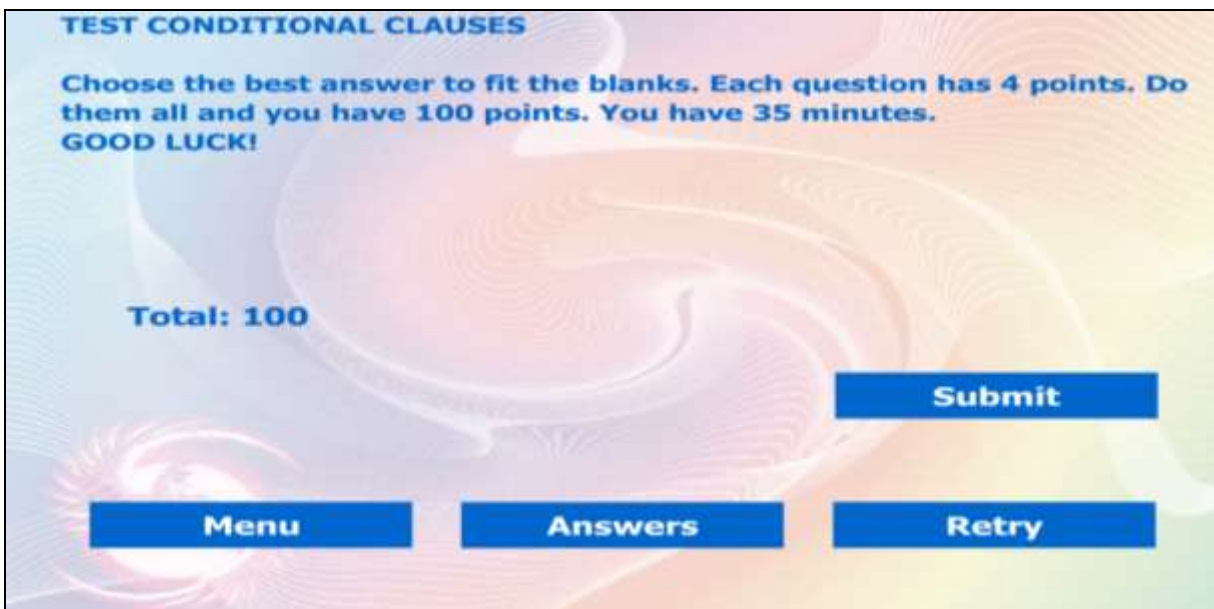 TEST CONDITIONAL CLAUSES
Choose the best answer to fit the blanks. Each question has 4 points. Do
them all and you have 100 points. You have 35 minutes.
GOOD LUCK!
Total: 100
Submit
Menu
Answers
Retry